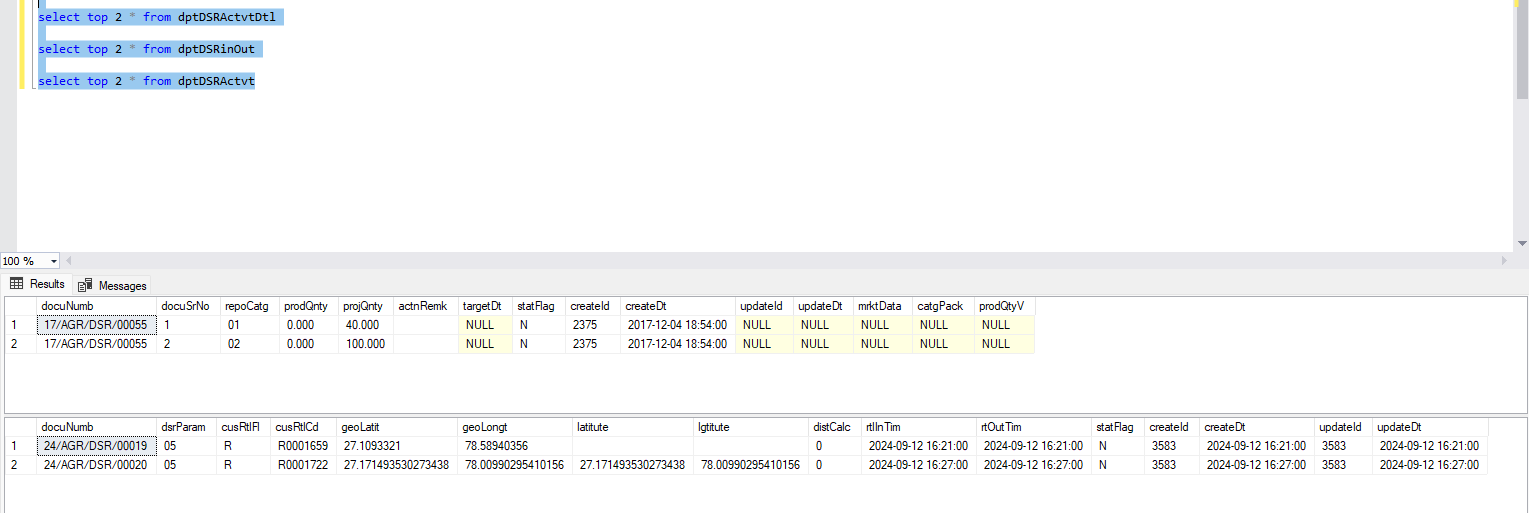 select top 2 * from dptDSRActvtDtl
select top 2 * from dptDSRinOut
select top 2 * from dptDSRActvt
100 %
Results Messages
docuNumb docuSrNo repoCatg prodQnty projQnty actnRemk targetDt statFlag createId createDt updateId updateDt mrktData catgPack prodQtyV
1 17/AGR/DSR/00055 1 01 0.000 40.000 NULL N 2375 2017-12-04 18:54:00 NULL NULL NULL NULL NULL
2 17/AGR/DSR/00055 2 02 0.000 100.000 NULL N 2375 2017-12-04 18:54:00 NULL NULL NULL NULL NULL
docuNumb dsrParam cusRtlFl cusRtlCd geoLatit geoLongt latitute lgtitute distCalc rtlInTim rtOutTim statFlag createId createDt updateId updateDt
1 24/AGR/DSR/00019 05 R R0001659 27.1093321 78.58940356 0 2024-09-12 16:21:00 2024-09-12 16:21:00 N 3583 2024-09-12 16:21:00 3583 2024-09-12 16:21:00
2 24/AGR/DSR/00020 05 R R0001722 27.171493530273438 78.00990295410156 27.171493530273438 78.00990295410156 0 2024-09-12 16:27:00 2024-09-12 16:27:00 N 3583 2024-09-12 16:27:00 3583 2024-09-12 16:27:00